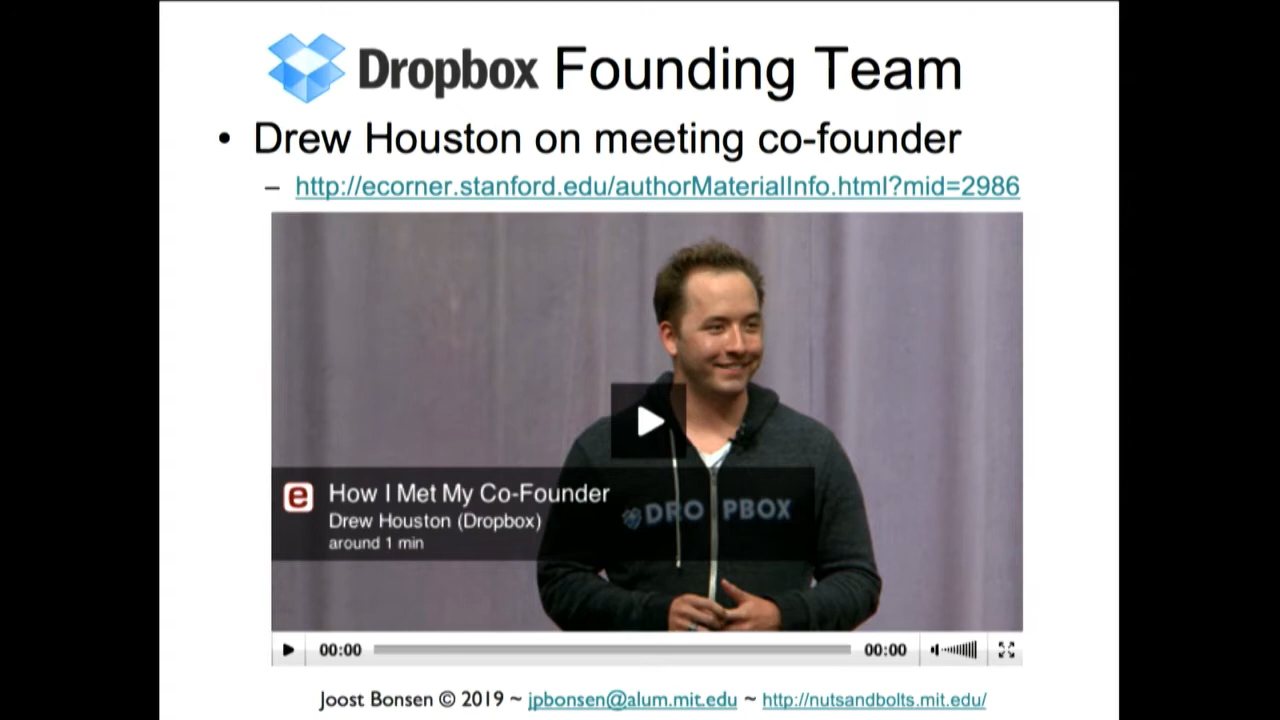 Dropbox Founding Team
• Drew Houston on meeting co-founder
– http://ecorner.stanford.edu/authorMaterialInfo.html?mid=2986
e How I Met My Co-Founder
Drew Houston (Dropbox)
around 1 min
DROPBOX
00:00 00:00
Joost Bonsen © 2019 ~ jpbonsen@alum.mit.edu ~ http://nutsandbolts.mit.edu/